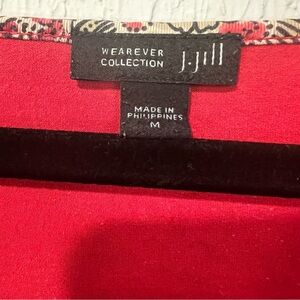 WEAREVER
COLLECTION
J.Jill
MADE IN
PHILIPPINES
M